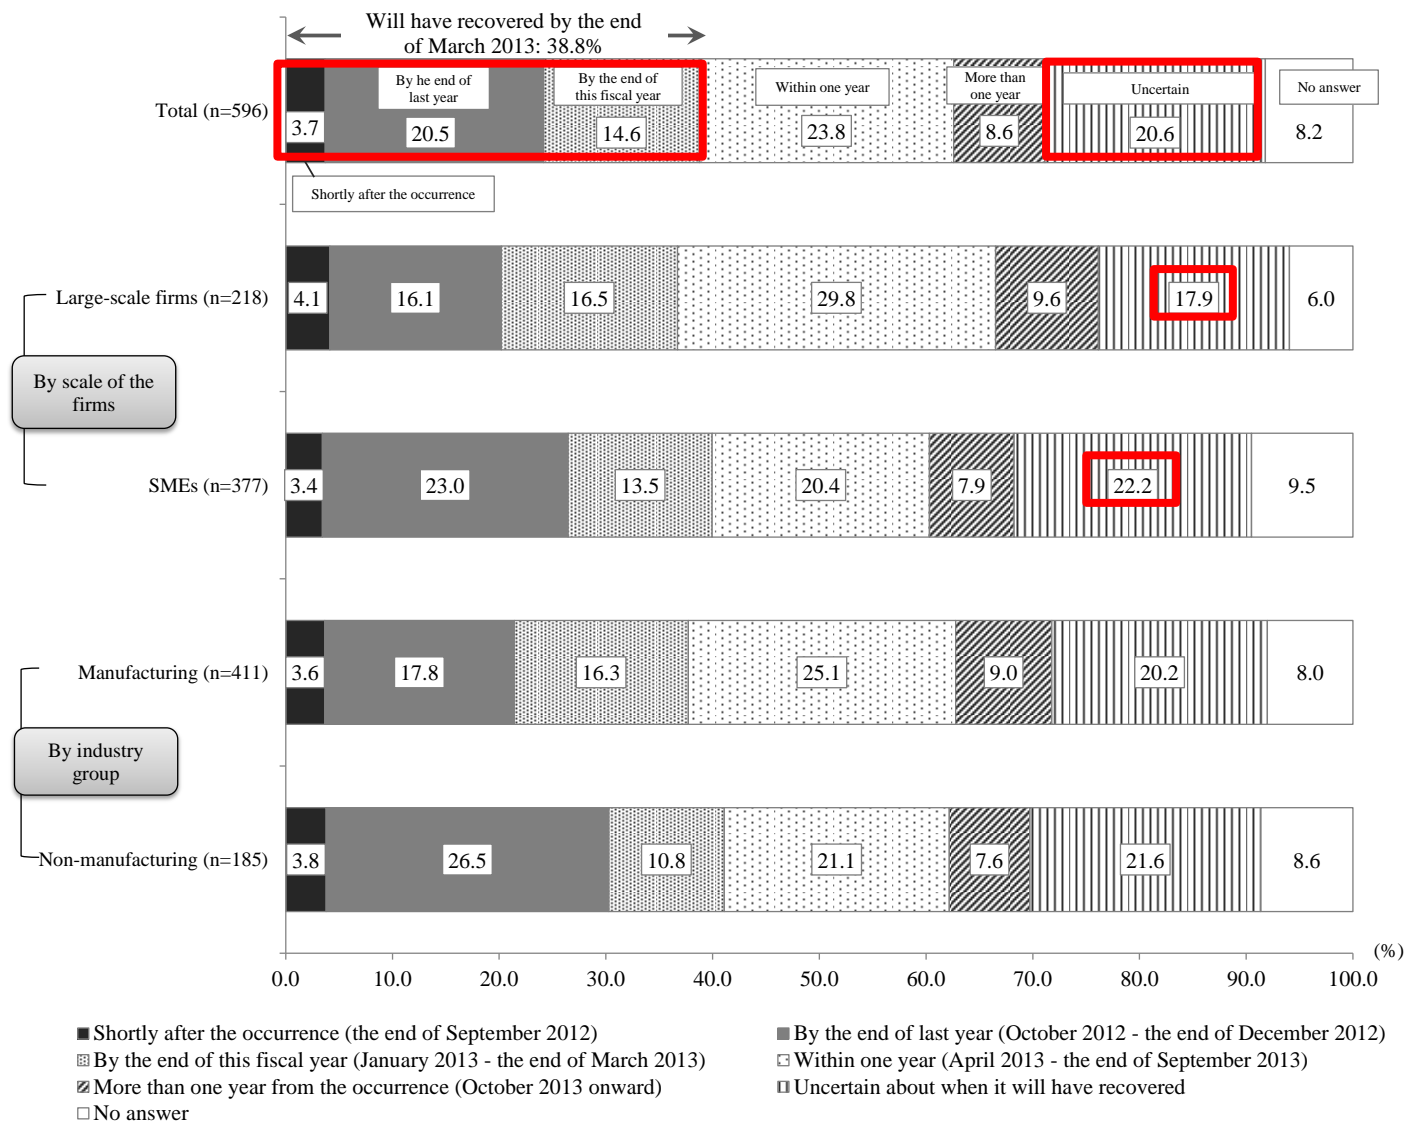 Will have recovered by the end
of March 2013: 38.8%
By he end of
last year
By the end of
this fiscal year
Within one year
More than
one year
Uncertain
No answer
Total (n=596)
3.7
20.5
14.6
23.8
8.6
20.6
8.2
Shortly after the occurrence
Large-scale firms (n=218)
4.1
16.1
16.5
29.8
9.6
17.9
6.0
By scale of the
firms
SMEs (n=377)
3.4
23.0
13.5
20.4
7.9
22.2
9.5
Manufacturing (n=411)
3.6
17.8
16.3
25.1
9.0
20.2
8.0
By industry
group
Non-manufacturing (n=185)
3.8
26.5
10.8
21.1
7.6
21.6
8.6
(%)
0.0 10.0 20.0 30.0 40.0 50.0 60.0 70.0 80.0 90.0 100.0
Shortly after the occurrence (the end of September 2012)
By the end of last year (October 2012 - the end of December 2012)
By the end of this fiscal year (January 2013 - the end of March 2013)
Within one year (April 2013 - the end of September 2013)
More than one year from the occurrence (October 2013 onward)
Uncertain about when it will have recovered
No answer